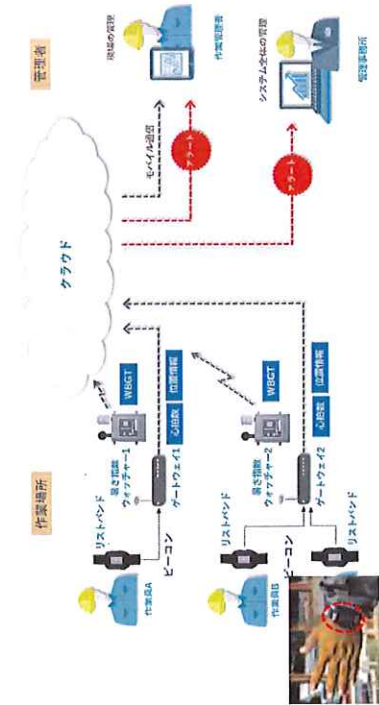 作業場所
管理者
作業員A
リストバンド
ビーコン
暑さ指数
ウォッチャー1
WBGT
ゲートウェイ1
心拍数
位置情報
作業員B
リストバンド
ビーコン
リストバンド
暑さ指数
ウォッチャー2
WBGT
ゲートウェイ2
心拍数
位置情報
クラウド
モバイル通信
アラート
アラート
現場の管理
作業管理者
システム全体の管理
管理事務所